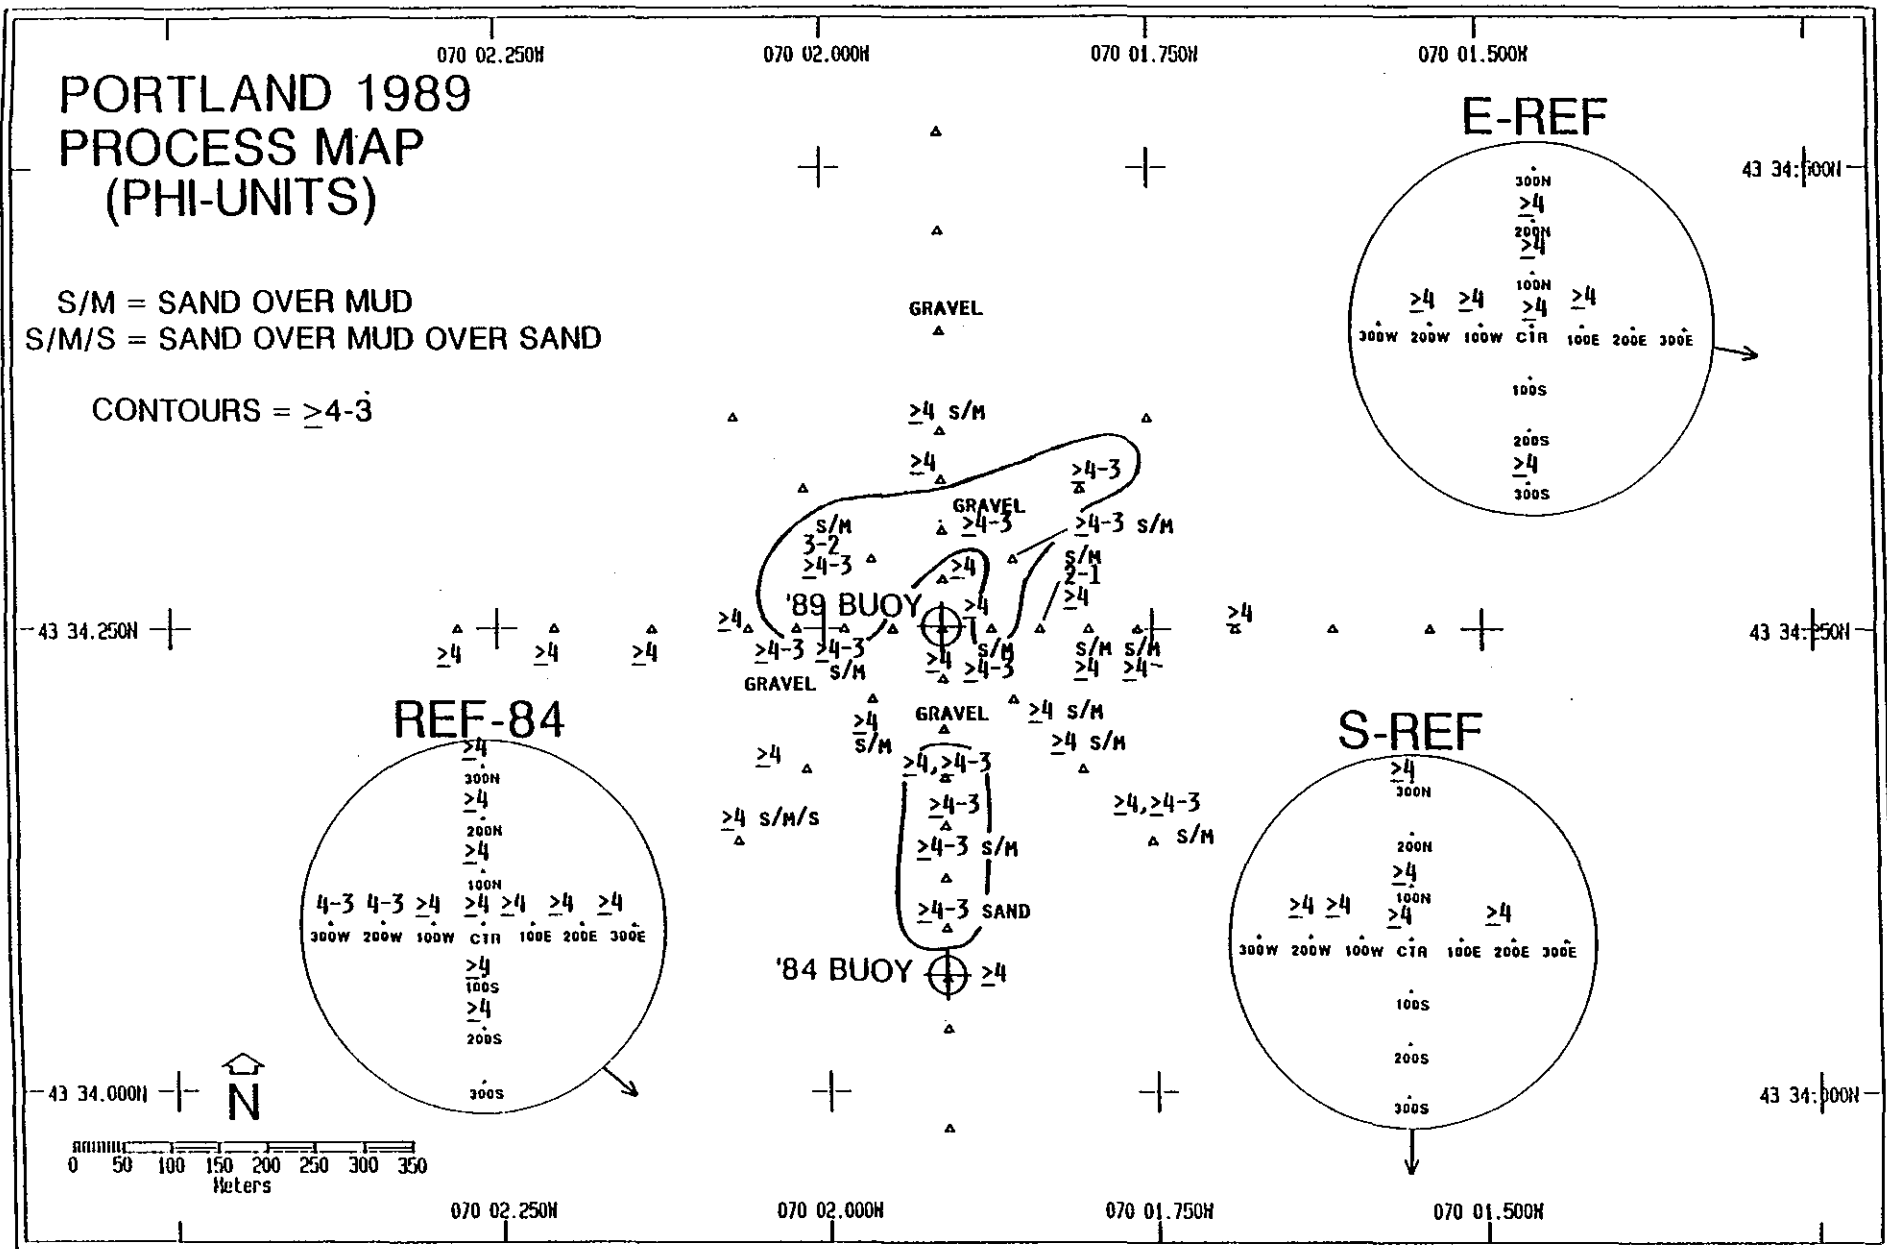 070 02.250W 070 02.000W 070 01.750W 070 01.500W
PORTLAND 1989
PROCESS MAP
(PHI-UNITS)
S/M = SAND OVER MUD
S/M/S = SAND OVER MUD OVER SAND
CONTOURS = ≥4-3
E-REF
43 34.500N
300N
≥4
200N
≥4
100N
≥4 ≥4 ≥4 ≥4
300W 200W 100W CTR 100E 200E 300E
100S
200S
≥4
300S
GRAVEL
≥4 S/M
≥4
≥4-3
GRAVEL
≥4-3
≥4-3 S/M
S/M
3-2
≥4-3
≥4
S/M
2-1
≥4
'89 BUOY
≥4
≥4
≥4
43 34.250N
43 34.250N
≥4 ≥4 ≥4
≥4-3 ≥4-3
S/M
GRAVEL
≥4
S/M
≥4-3
S/M S/M
≥4 ≥4
GRAVEL
≥4
S/M
≥4 S/M
≥4 S/M
≥4
≥4,≥4-3
≥4-3
≥4-3 S/M
≥4-3 SAND
≥4 S/M/S
≥4,≥4-3
S/M
'84 BUOY ≥4
REF-84
≥4
300N
≥4
200N
≥4
100N
4-3 4-3 ≥4 ≥4 ≥4 ≥4 ≥4
300W 200W 100W CTR 100E 200E 300E
≥4
100S
≥4
200S
300S
S-REF
≥4
300N
200N
≥4
100N
≥4 ≥4 ≥4 ≥4
300W 200W 100W CTR 100E 200E 300E
100S
200S
300S
43 34.000N
43 34.000N
N
0 50 100 150 200 250 300 350
Meters
070 02.250W 070 02.000W 070 01.750W 070 01.500W